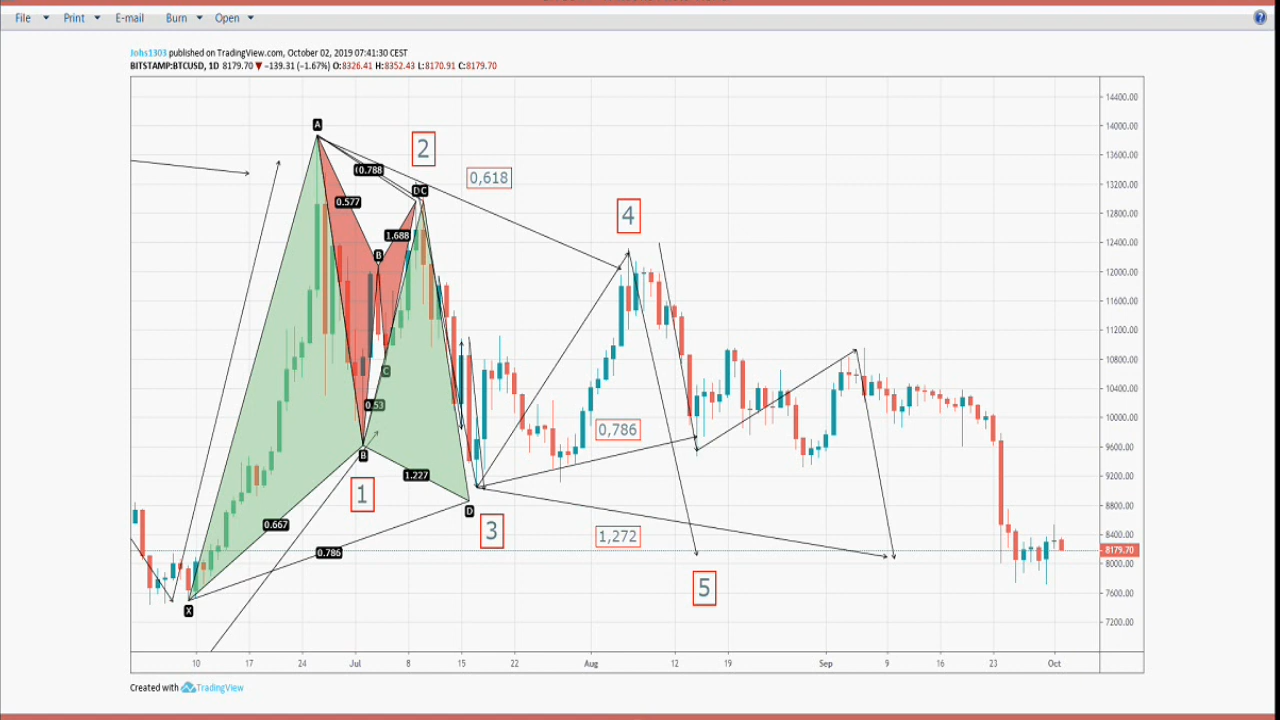 File Print E-mail Burn Open
Johs1303 published on TradingView.com, October 02, 2019 07:41:30 CEST
BITSTAMP:BTCUSD, 1D 8179.70 ▼ −139.31 (−1.67%) O:8326.41 H:8352.43 L:8170.91 C:8179.70
14400.00
A
14000.00
2
0.788
0,618
13600.00
DC
13200.00
0.577
4
12800.00
1.688
12400.00
B
12000.00
11600.00
11200.00
10800.00
C
10400.00
0.53
10000.00
0,786
B
9600.00
1.227
9200.00
1
D
8800.00
0.667
3
1,272
8400.00
0.786
8179.70
8000.00
5
7600.00
X
7200.00
10 17 24 Jul 8 15 22 Aug 12 19 Sep 9 16 23 Oct
Created with TradingView